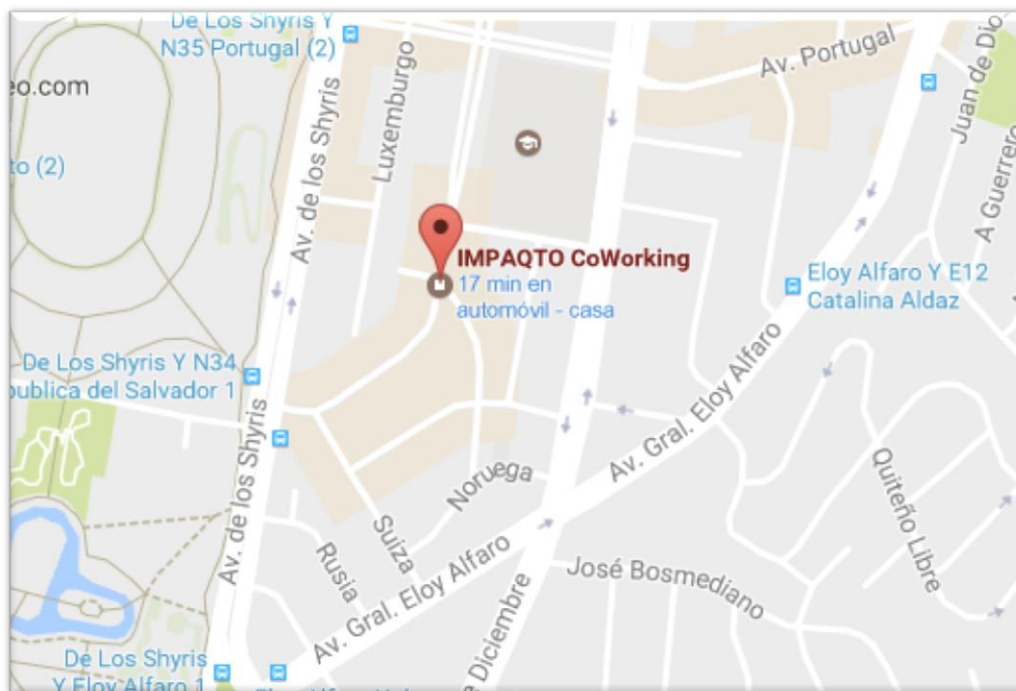 De Los Shyris Y
N35 Portugal (2)
eo.com
to (2)
Luxemburgo
Av. de los Shyris
Av. Portugal
Juan de Dio
A Guerrero
IMPAQTO CoWorking
17 min en
automóvil - casa
Eloy Alfaro Y E12
Catalina Aldaz
De Los Shyris Y N34
publica del Salvador 1
Av. de los Shyris
Av. Gral. Eloy Alfaro
Noruega
Suiza
Rusia
Quiteño Libre
José Bosmediano
Av. Gral. Eloy Alfaro
e Diciembre
De Los Shyris
Y Eloy Alfaro 1